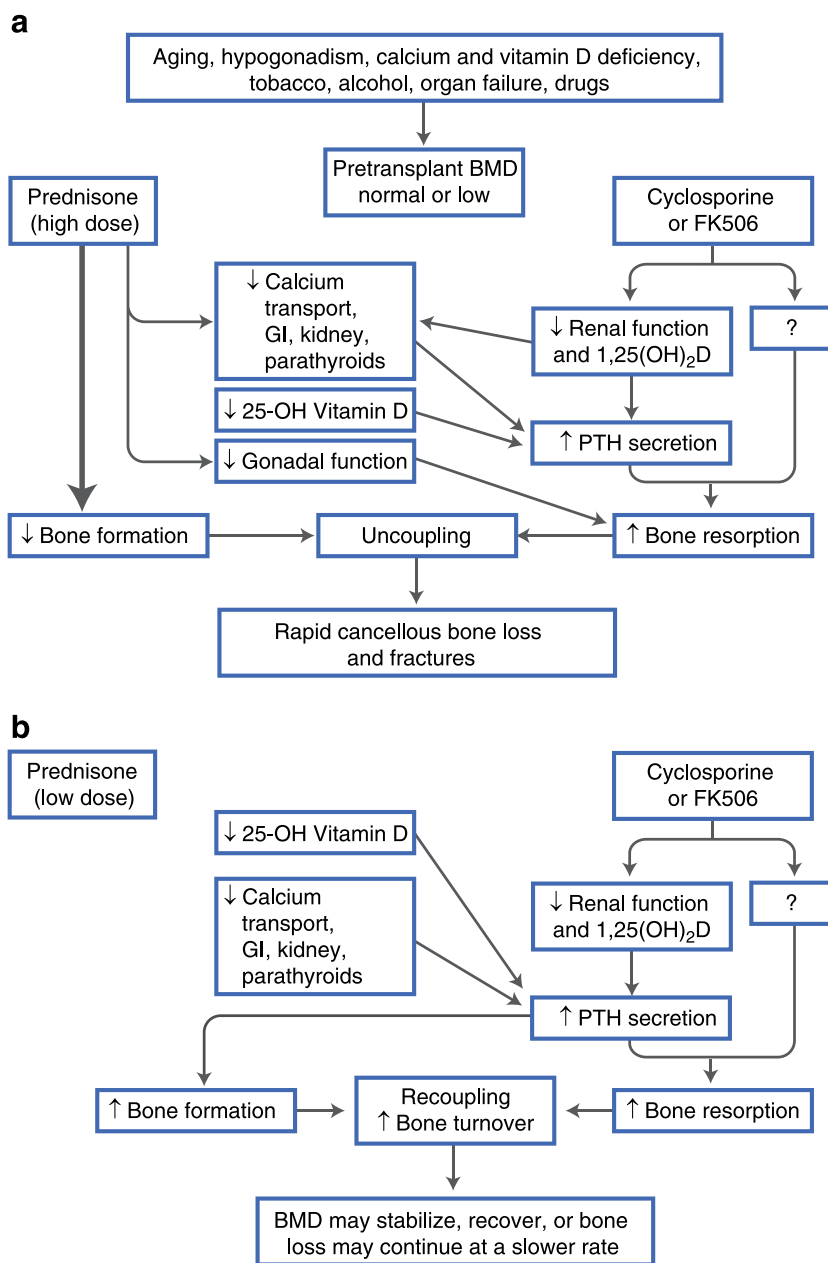 a
Aging, hypogonadism, calcium and vitamin D deficiency,
tobacco, alcohol, organ failure, drugs
Pretransplant BMD
normal or low
Prednisone
(high dose)
Cyclosporine
or FK506
↓ Calcium
transport,
GI, kidney,
parathyroids
↓ Renal function
and 1,25(OH)₂D
?
↓ 25-OH Vitamin D
↑ PTH secretion
↓ Gonadal function
↓ Bone formation
Uncoupling
↑ Bone resorption
Rapid cancellous bone loss
and fractures
b
Prednisone
(low dose)
Cyclosporine
or FK506
↓ 25-OH Vitamin D
↓ Calcium
transport,
GI, kidney,
parathyroids
↓ Renal function
and 1,25(OH)₂D
?
↑ PTH secretion
↑ Bone formation
Recoupling
↑ Bone turnover
↑ Bone resorption
BMD may stabilize, recover, or bone
loss may continue at a slower rate